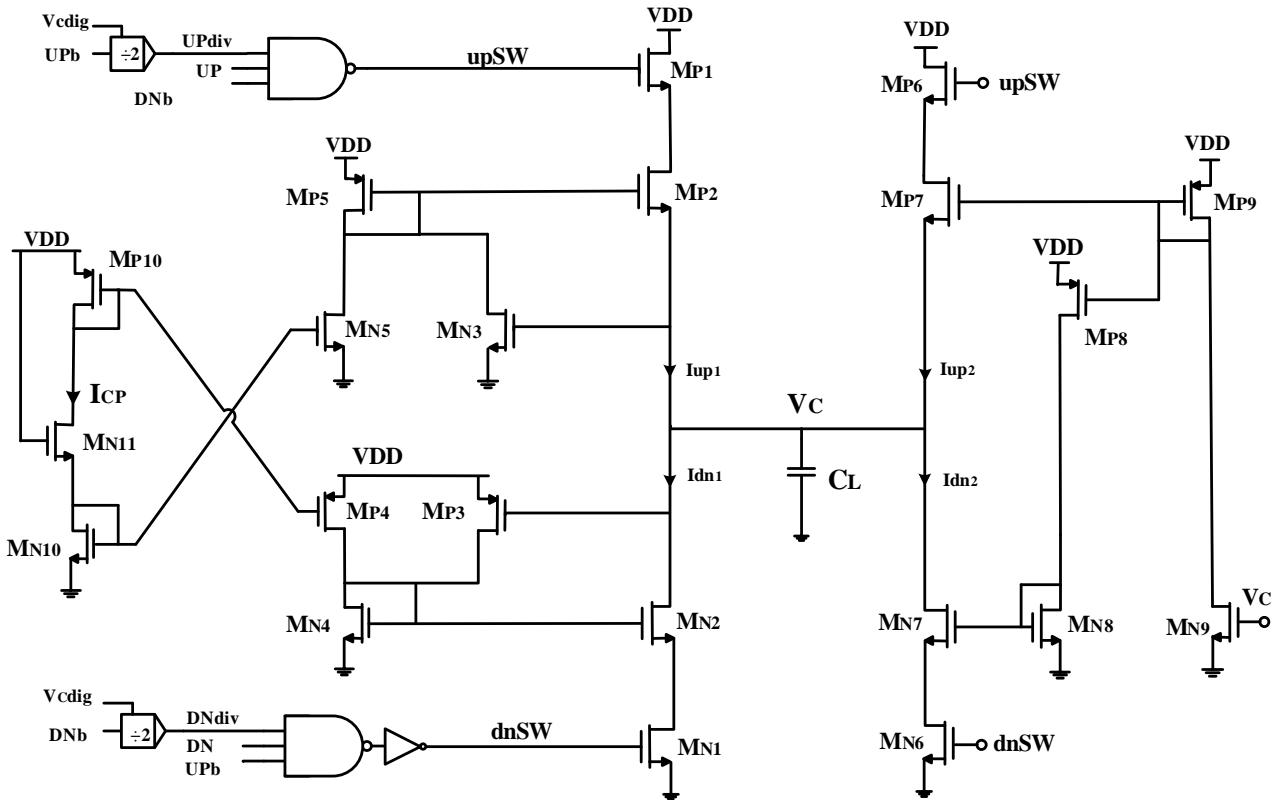 Vcdig
UPb
÷2
UPdiv
UP
DNb
upSW
VDD
MP1
VDD
MP6
upSW
VDD
MP5
MP2
MP7
VDD
MP9
VDD
MP10
VDD
MP8
MN5
MN3
ICP
Iup1
Iup2
MN11
VC
CL
VDD
MP4
MP3
Idn1
Idn2
MN10
MN4
MN2
MN7
MN8
MN9
VC
Vcdig
DNb
÷2
DNdiv
DN
UPb
dnSW
MN1
MN6
dnSW